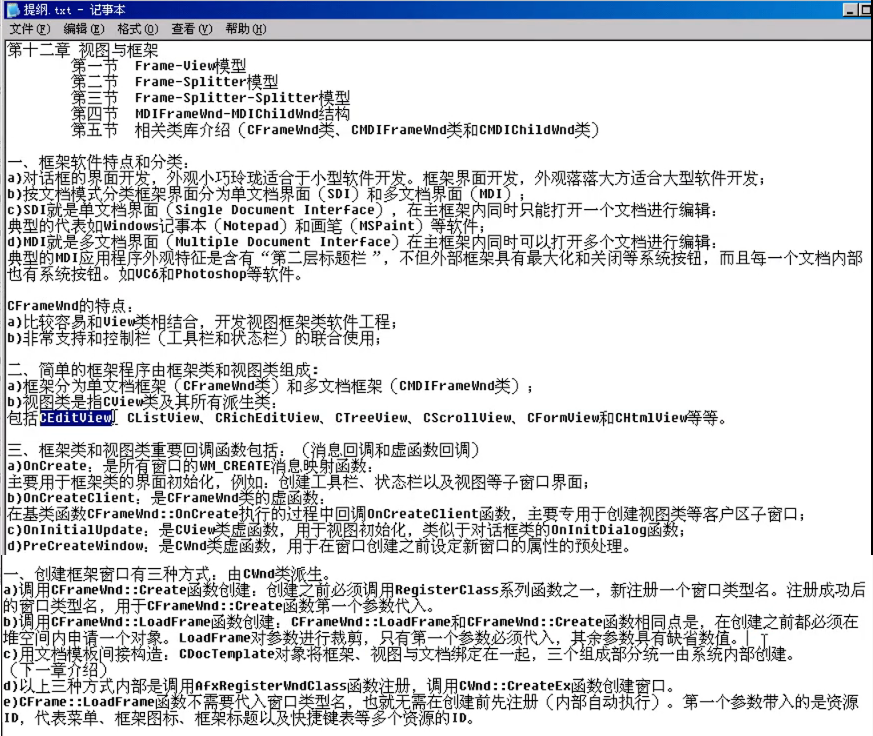 提纲.txt - 记事本
文件(F) 编辑(E) 格式(O) 查看(V) 帮助(H)
第十二章 视图与框架
第一节 Frame-View模型
第二节 Frame-Splitter模型
第三节 Frame-Splitter-Splitter模型
第四节 MDIFrameWnd-MDIChildWnd结构
第五节 相关类库介绍（CFrameWnd类、CMDIFrameWnd类和CMDIChildWnd类）
一、框架软件特点和分类：
a)对话框的界面开发，外观小巧玲珑适合于小型软件开发。框架界面开发，外观落落大方适合大型软件开发；
b)按文档模式分类框架界面分为单文档界面（SDI）和多文档界面（MDI）；
c)SDI就是单文档界面（Single Document Interface），在主框架内同时只能打开一个文档进行编辑：
典型的代表如Windows记事本（Notepad）和画笔（MSPaint）等软件；
d)MDI就是多文档界面（Multiple Document Interface）在主框架内同时可以打开多个文档进行编辑：
典型的MDI应用程序外观特征是含有“第二层标题栏 ”，不但外部框架具有最大化和关闭等系统按钮，而且每一个文档内部
也有系统按钮。如VC6和Photoshop等软件。
CFrameWnd的特点：
a)比较容易和View类相结合，开发视图框架类软件工程；
b)非常支持和控制栏（工具栏和状态栏）的联合使用；
二、简单的框架程序由框架类和视图类组成：
a)框架分为单文档框架（CFrameWnd类）和多文档框架（CMDIFrameWnd类）；
b)视图类是指CView类及其所有派生类：
包括CEditView、CListView、CRichEditView、CTreeView、CScrollView、CFormView和CHtmlView等等。
三、框架类和视图类重要回调函数包括：（消息回调和虚函数回调）
a)OnCreate：是所有窗口的WM_CREATE消息映射函数：
主要用于框架类的界面初始化，例如：创建工具栏、状态栏以及视图等子窗口界面；
b)OnCreateClient：是CFrameWnd类的虚函数：
在基类函数CFrameWnd::OnCreate执行的过程中回调OnCreateClient函数，主要专用于创建视图类等客户区子窗口；
c)OnInitialUpdate：是CView类虚函数，用于视图初始化，类似于对话框类的OnInitDialog函数；
d)PreCreateWindow：是CWnd类虚函数，用于在窗口创建之前设定新窗口的属性的预处理。
一、创建框架窗口有三种方式：由CWnd类派生。
a)调用CFrameWnd::Create函数创建：创建之前必须调用RegisterClass系列函数之一，新注册一个窗口类型名。注册成功后
的窗口类型名，用于CFrameWnd::Create函数第一个参数代入。
b)调用CFrameWnd::LoadFrame函数创建：CFrameWnd::LoadFrame和CFrameWnd::Create函数相同点是，在创建之前都必须在
堆空间内申请一个对象。LoadFrame对参数进行裁剪，只有第一个参数必须代入，其余参数具有缺省数值。
c)用文档模板间接构造：CDocTemplate对象将框架、视图与文档绑定在一起，三个组成部分统一由系统内部创建。
（下一章介绍）
d)以上三种方式内部是调用AfxRegisterWndClass函数注册，调用CWnd::CreateEx函数创建窗口。
e)CFrame::LoadFrame函数不需要代入窗口类型名，也就无需在创建前先注册（内部自动执行）。第一个参数带入的是资源
ID，代表菜单、框架图标、框架标题以及快捷键表等多个资源的ID。